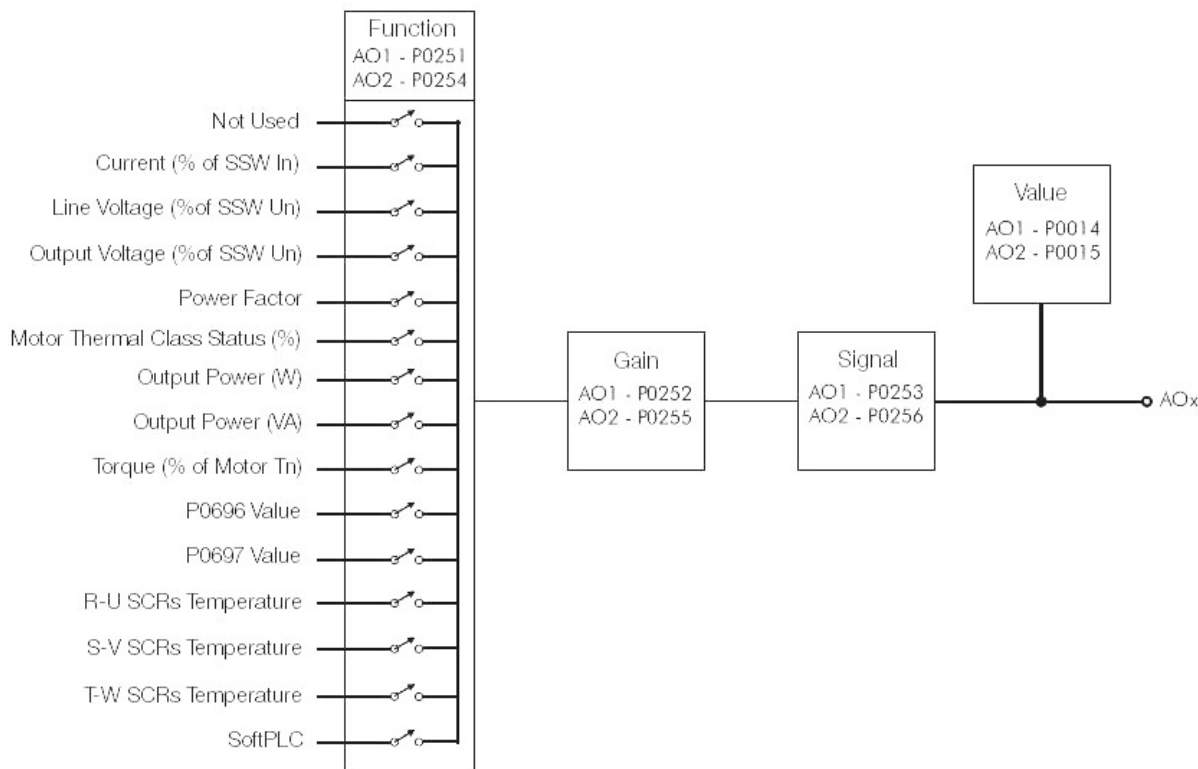 Function
AO1 - P0251
AO2 - P0254
Not Used
Current (% of SSW In)
Line Voltage (%of SSW Un)
Output Voltage (%of SSW Un)
Power Factor
Motor Thermal Class Status (%)
Output Power (W)
Output Power (VA)
Torque (% of Motor Tn)
P0696 Value
P0697 Value
R-U SCRs Temperature
S-V SCRs Temperature
T-W SCRs Temperature
SoftPLC
Gain
AO1 - P0252
AO2 - P0255
Signal
AO1 - P0253
AO2 - P0256
Value
AO1 - P0014
AO2 - P0015
AOx